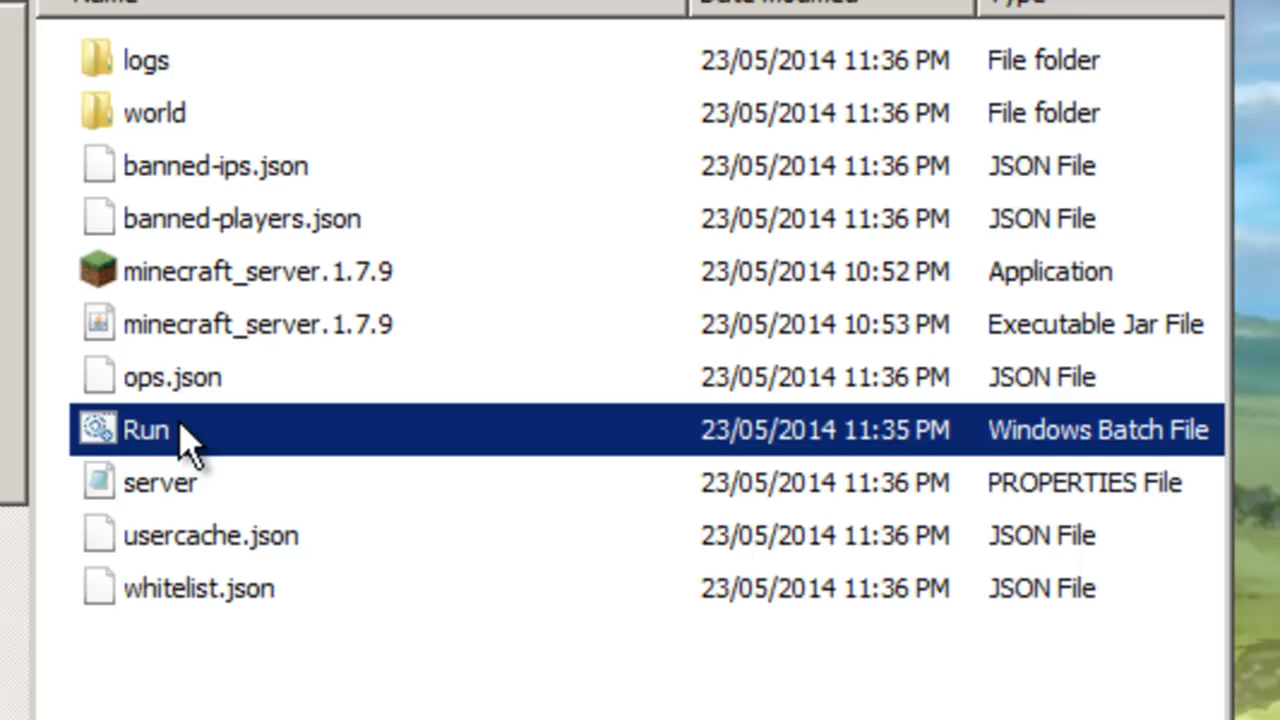 Name Date modified Type
logs 23/05/2014 11:36 PM File folder
world 23/05/2014 11:36 PM File folder
banned-ips.json 23/05/2014 11:36 PM JSON File
banned-players.json 23/05/2014 11:36 PM JSON File
minecraft_server.1.7.9 23/05/2014 10:52 PM Application
minecraft_server.1.7.9 23/05/2014 10:53 PM Executable Jar File
ops.json 23/05/2014 11:36 PM JSON File
Run 23/05/2014 11:35 PM Windows Batch File
server 23/05/2014 11:36 PM PROPERTIES File
usercache.json 23/05/2014 11:36 PM JSON File
whitelist.json 23/05/2014 11:36 PM JSON File